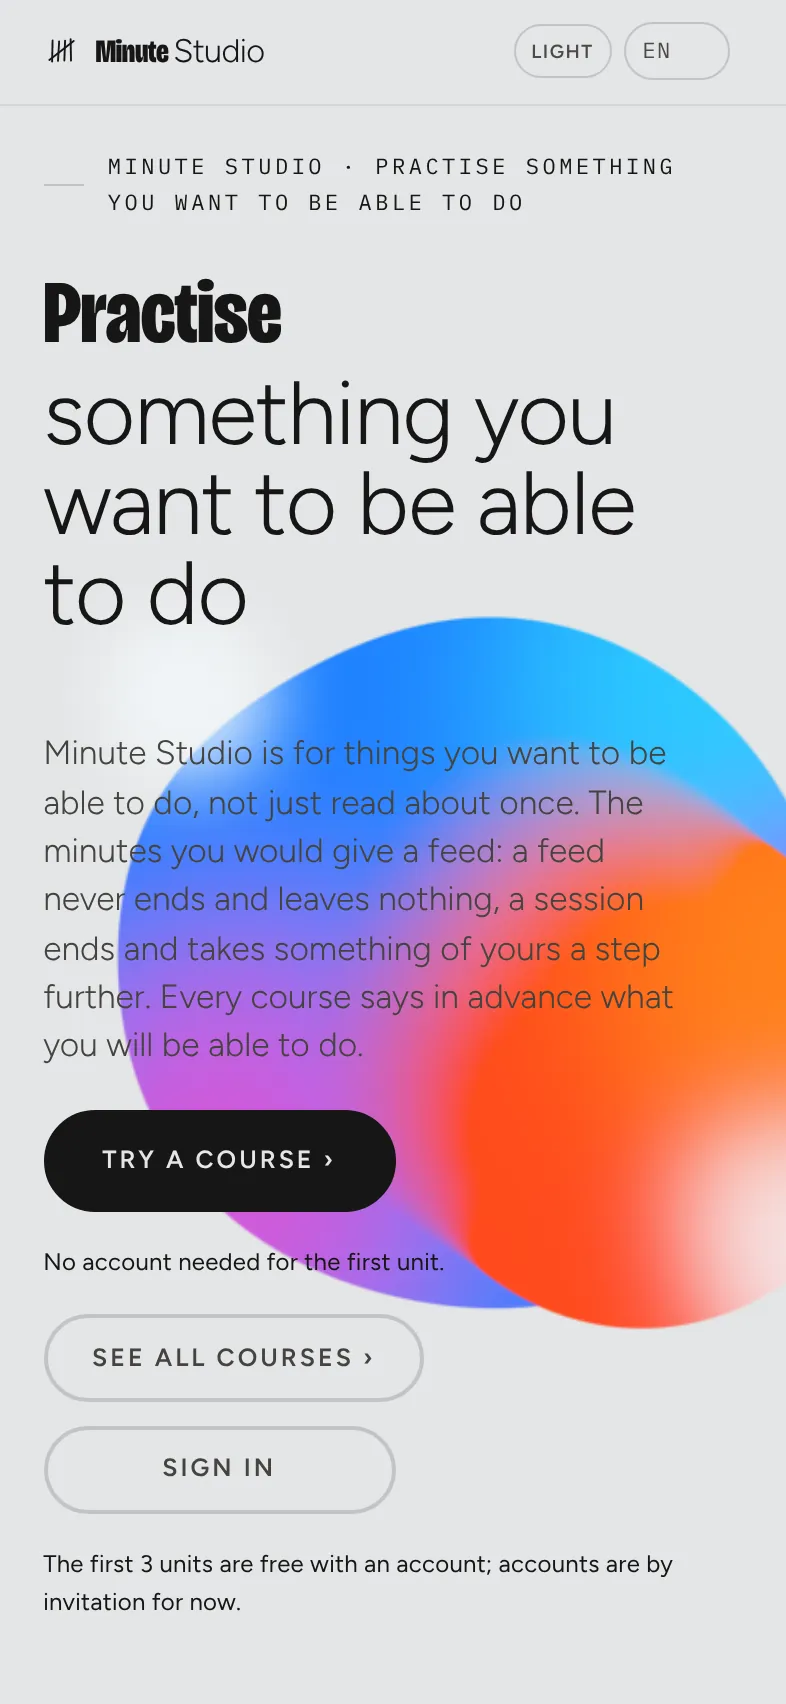 Minute Studio
LIGHT
EN
MINUTE STUDIO · PRACTISE SOMETHING
YOU WANT TO BE ABLE TO DO
Practise
something you
want to be able
to do
Minute Studio is for things you want to be
able to do, not just read about once. The
minutes you would give a feed: a feed
never ends and leaves nothing, a session
ends and takes something of yours a step
further. Every course says in advance what
you will be able to do.
TRY A COURSE ›
No account needed for the first unit.
SEE ALL COURSES ›
SIGN IN
The first 3 units are free with an account; accounts are by
invitation for now.